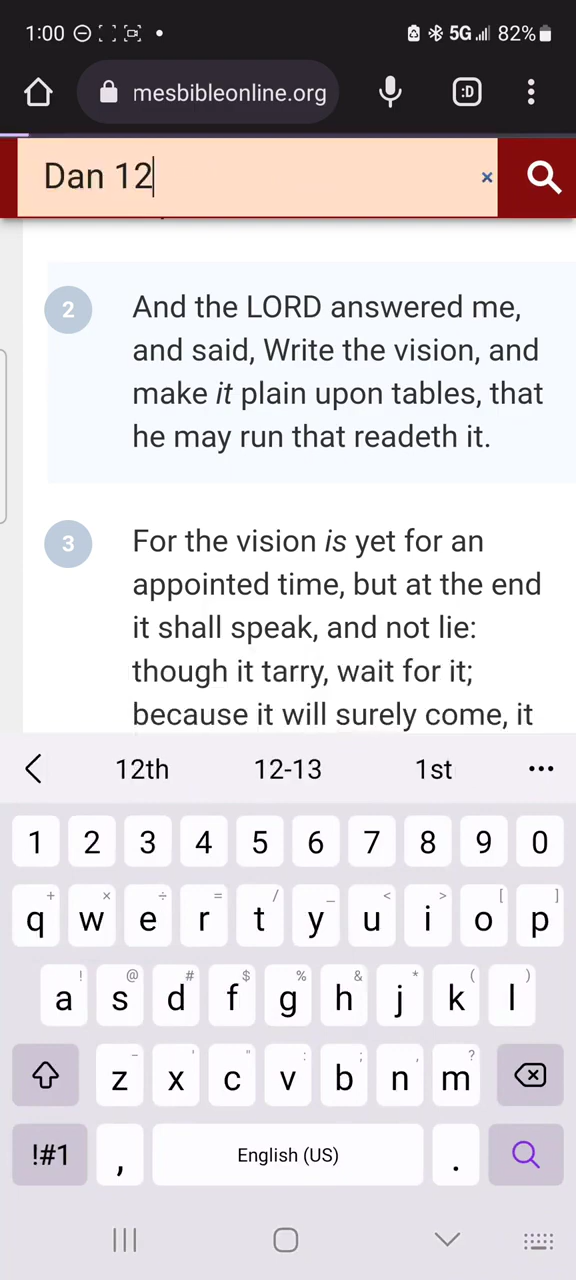 1:00 5G 82%
mesbibleonline.org :D
Dan 12 ×
2 And the LORD answered me,
and said, Write the vision, and
make it plain upon tables, that
he may run that readeth it.
3 For the vision is yet for an
appointed time, but at the end
it shall speak, and not lie:
though it tarry, wait for it;
because it will surely come, it
12th 12-13 1st
1 2 3 4 5 6 7 8 9 0
+ × ÷ = / _ < > [ ]
q w e r t y u i o p
! @ # $ % & * ( )
a s d f g h j k l
- ' " : ; , ?
z x c v b n m
!#1 , English (US) .